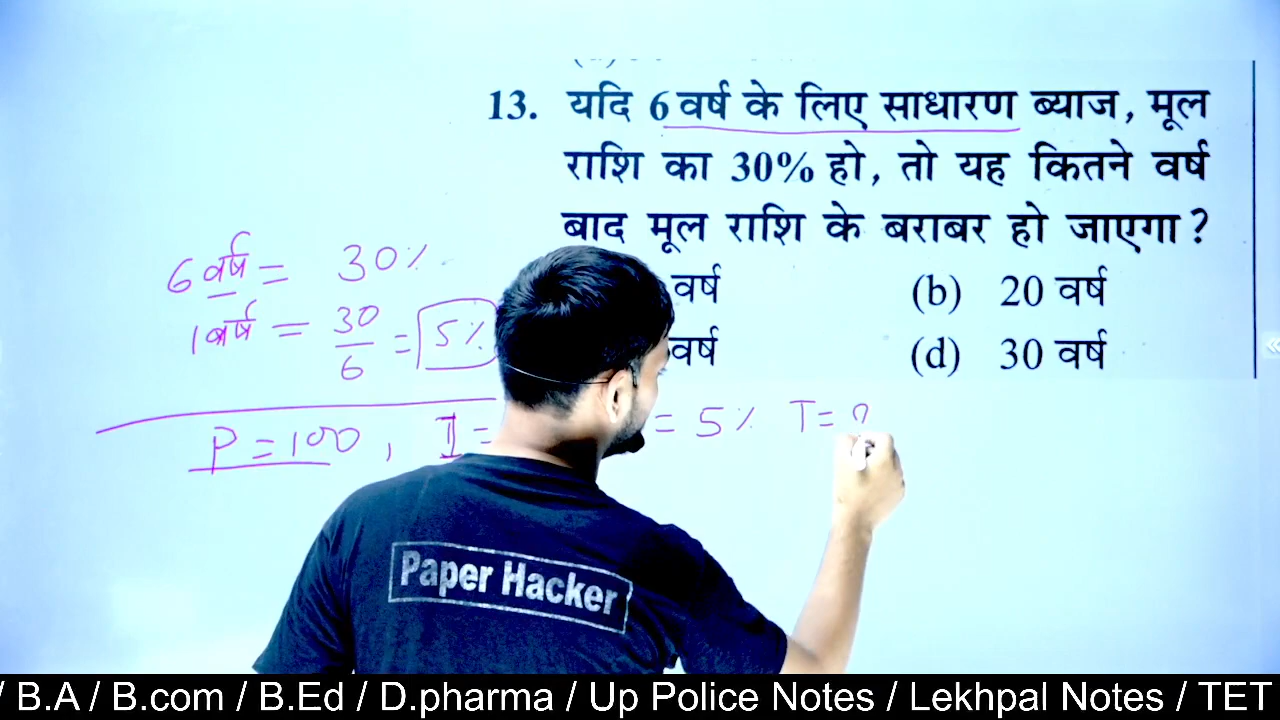 13. यदि 6 वर्ष के लिए साधारण ब्याज, मूल
राशि का 30% हो, तो यह कितने वर्ष
बाद मूल राशि के बराबर हो जाएगा?
वर्ष (b) 20 वर्ष
वर्ष (d) 30 वर्ष
6 वर्ष = 30%
1 वर्ष = 30/6 = 5%
P = 100, I = = 5% T = ?
Paper Hacker
/ B.A / B.com / B.Ed / D.pharma / Up Police Notes / Lekhpal Notes / TET